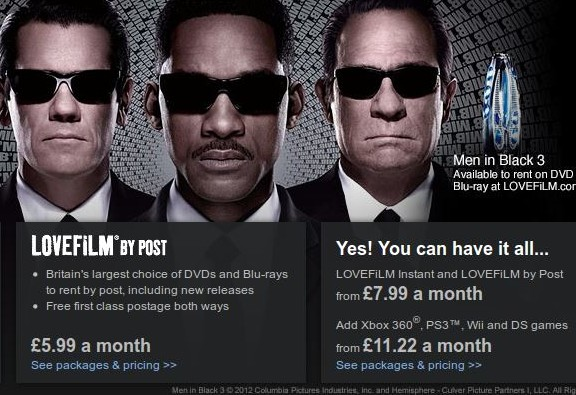 Men in Black 3
Available to rent on DVD
Blu-ray at LOVEFiLM.com
LOVEFiLM® BY POST
• Britain's largest choice of DVDs and Blu-rays
to rent by post, including new releases
• Free first class postage both ways
£5.99 a month
See packages & pricing >>
Yes! You can have it all...
LOVEFiLM Instant and LOVEFiLM by Post
from £7.99 a month
Add Xbox 360®, PS3™, Wii and DS games
from £11.22 a month
See packages & pricing >>
Men in Black 3 © 2012 Columbia Pictures Industries, Inc. and Hemisphere - Culver Picture Partners I, LLC. All Rig